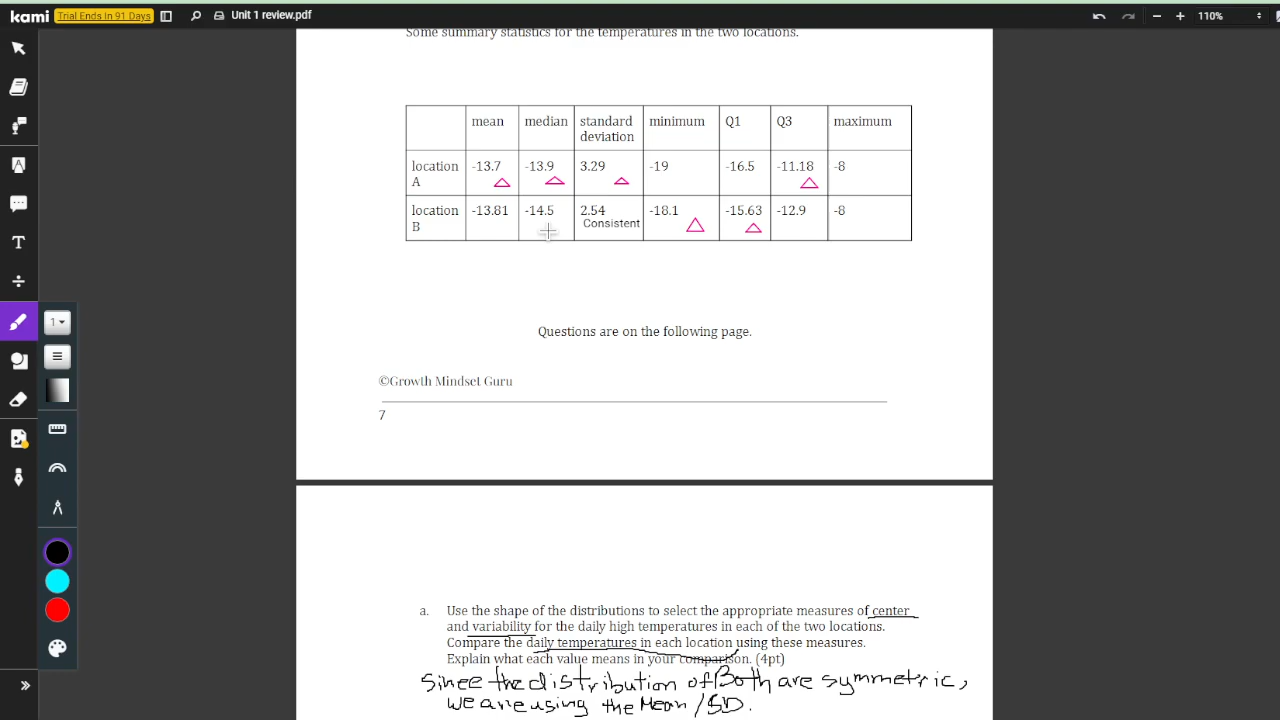 kami Trial Ends In 91 Days Unit 1 review.pdf 110%
Some summary statistics for the temperatures in the two locations.
mean median standard deviation minimum Q1 Q3 maximum
location A -13.7 -13.9 3.29 -19 -16.5 -11.18 -8
location B -13.81 -14.5 2.54 -18.1 -15.63 -12.9 -8
Consistent
Questions are on the following page.
©Growth Mindset Guru
7
a. Use the shape of the distributions to select the appropriate measures of center
and variability for the daily high temperatures in each of the two locations.
Compare the daily temperatures in each location using these measures.
Explain what each value means in your comparison. (4pt)
Since the distribution of Both are symmetric,
we are using the Mean /SD.
1